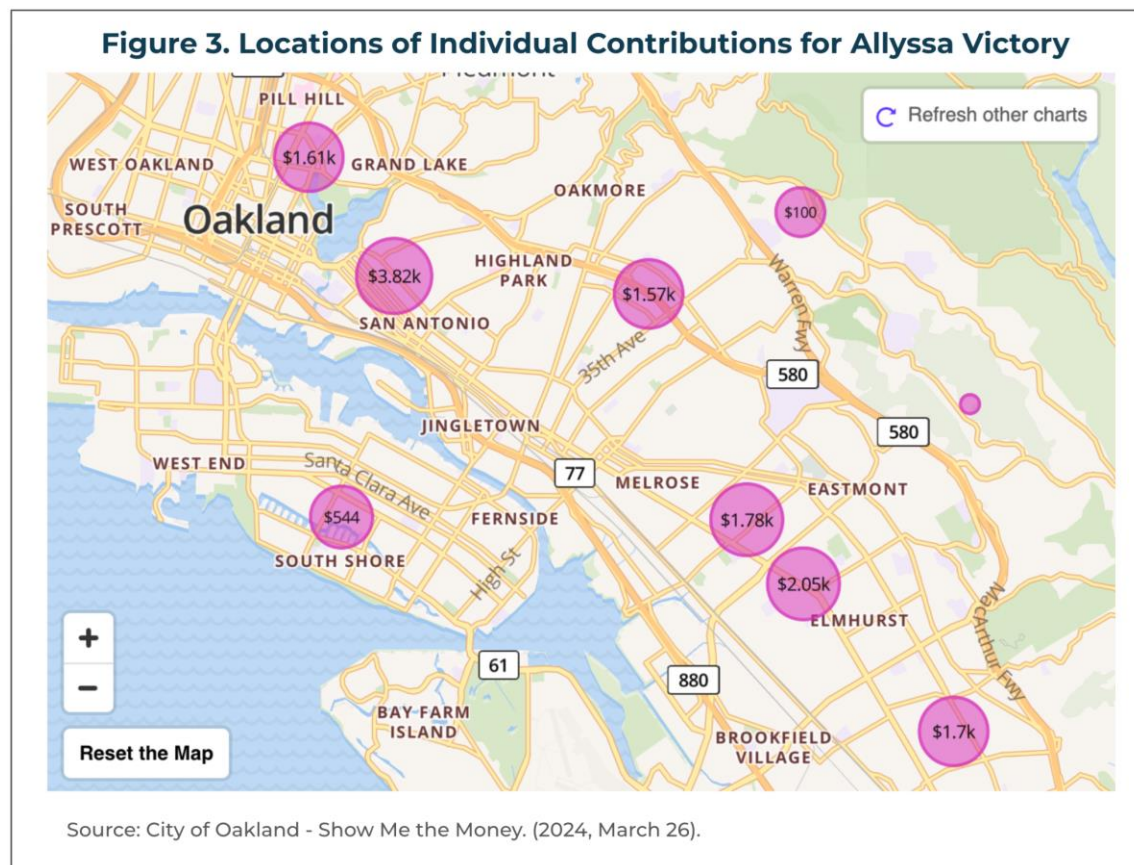 Figure 3. Locations of Individual Contributions for Allyssa Victory
PILL HILL
Refresh other charts
$1.61k
WEST OAKLAND
GRAND LAKE
OAKMORE
SOUTH
PRESCOTT
Oakland
$100
HIGHLAND
PARK
$3.82k
$1.57k
Warren Fwy
SAN ANTONIO
35th Ave
580
JINGLETOWN
580
WEST END
Santa Clara Ave
77
MELROSE
EASTMONT
$544
FERNSIDE
$1.78k
SOUTH SHORE
High St
$2.05k
ELMHURST
MacArthur Fwy
+
61
880
−
BAY FARM
ISLAND
BROOKFIELD
VILLAGE
$1.7k
Reset the Map
Source: City of Oakland - Show Me the Money. (2024, March 26).